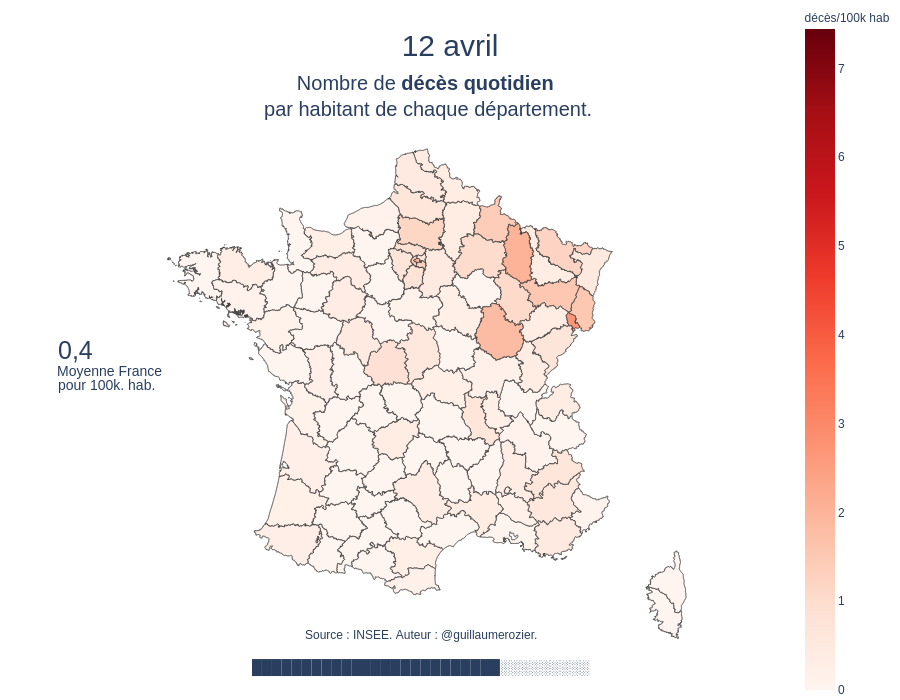 décès/100k hab
12 avril
Nombre de décès quotidien
par habitant de chaque département.
7
6
5
4
3
2
1
0
0,4
Moyenne France
pour 100k. hab.
Source : INSEE. Auteur : @guillaumerozier.